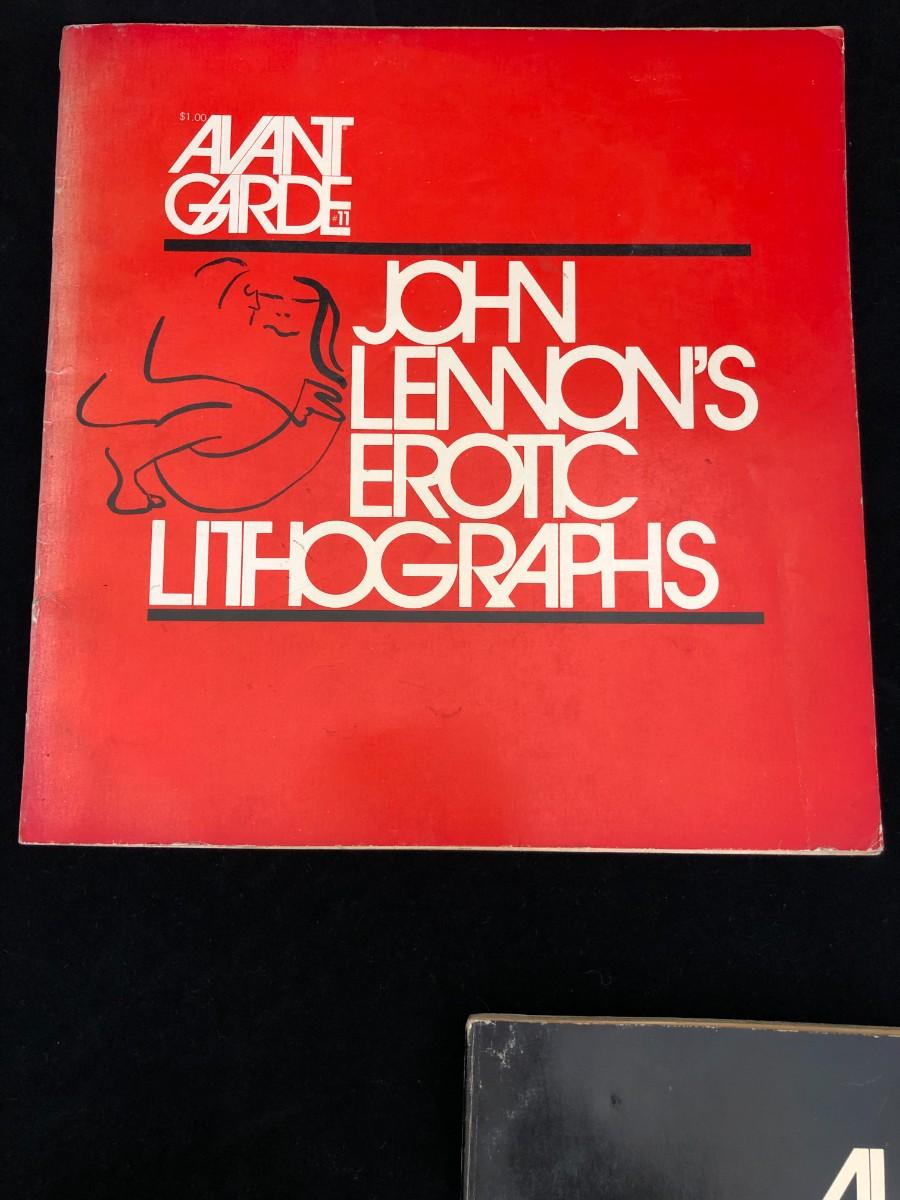 $1.00
AVANT
GARDE
#11
JOHN
LENNON'S
EROTIC
LITHOGRAPHS
A